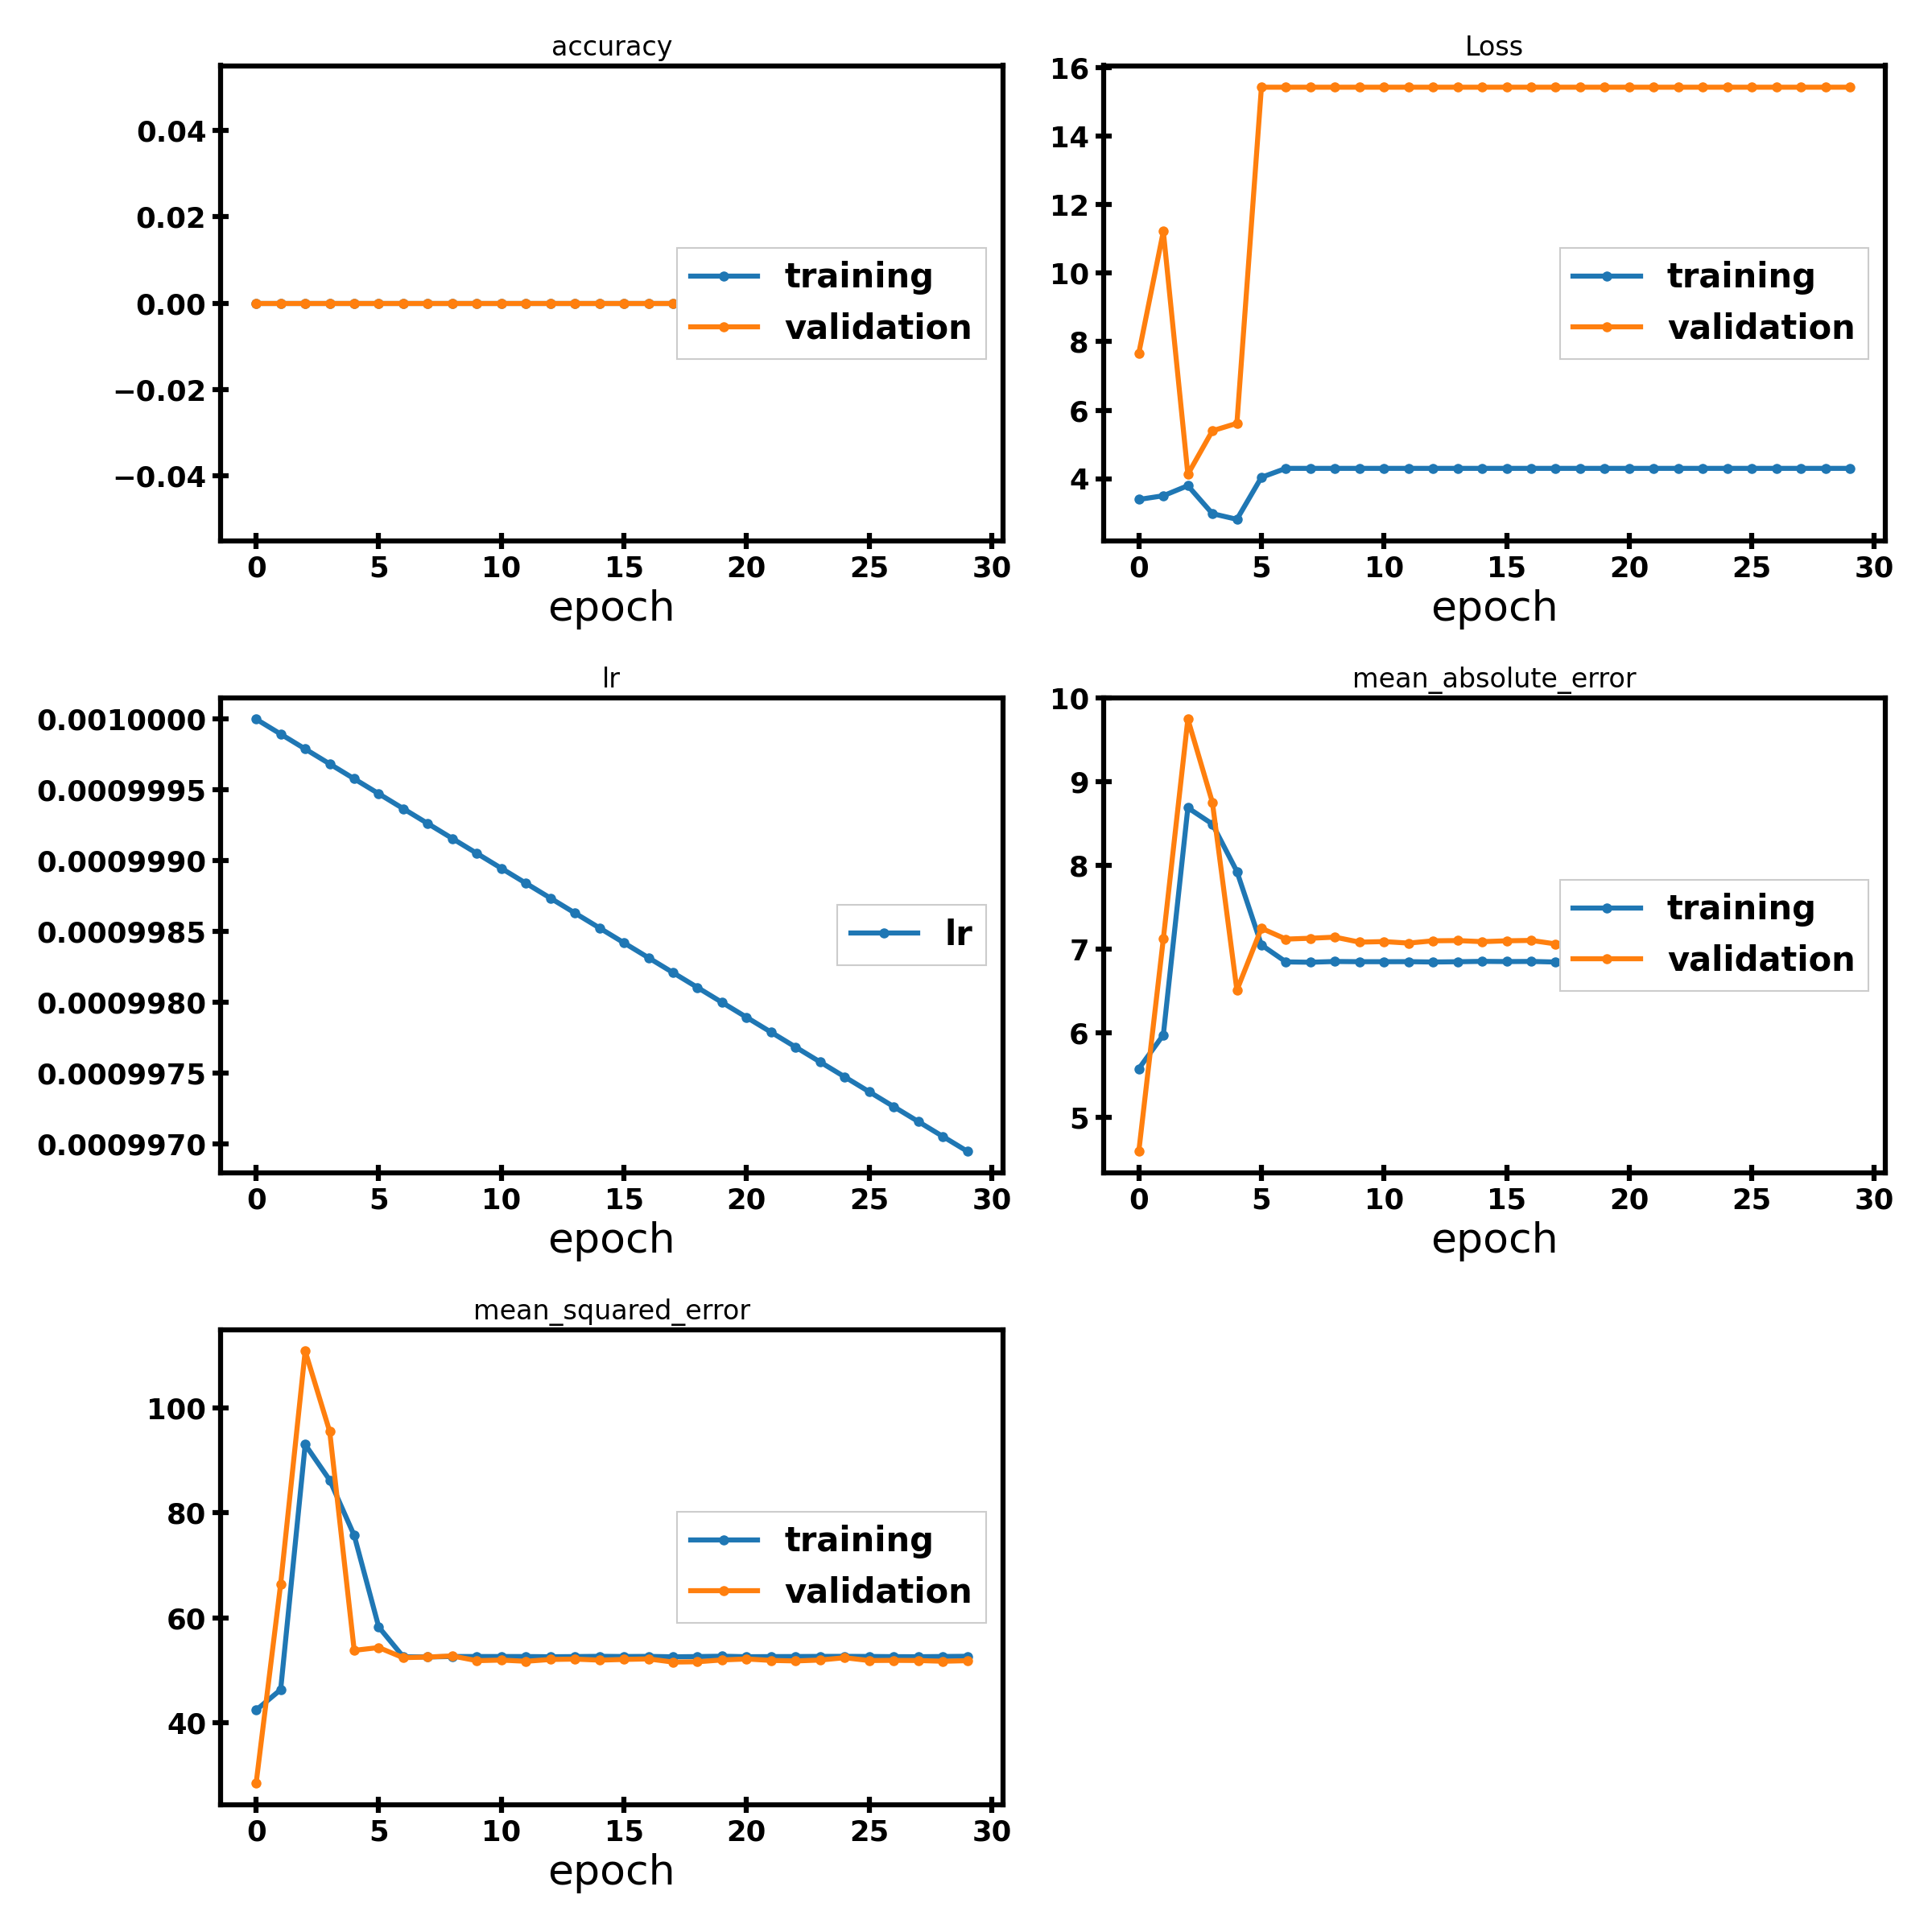 accuracy
0.04
0.02
0.00
−0.02
−0.04
training
validation
0 5 10 15 20 25 30
epoch
Loss
16
14
12
10
8
6
4
training
validation
0 5 10 15 20 25 30
epoch
lr
0.0010000
0.0009995
0.0009990
0.0009985
0.0009980
0.0009975
0.0009970
lr
0 5 10 15 20 25 30
epoch
mean_absolute_error
10
9
8
7
6
5
training
validation
0 5 10 15 20 25 30
epoch
mean_squared_error
100
80
60
40
training
validation
0 5 10 15 20 25 30
epoch